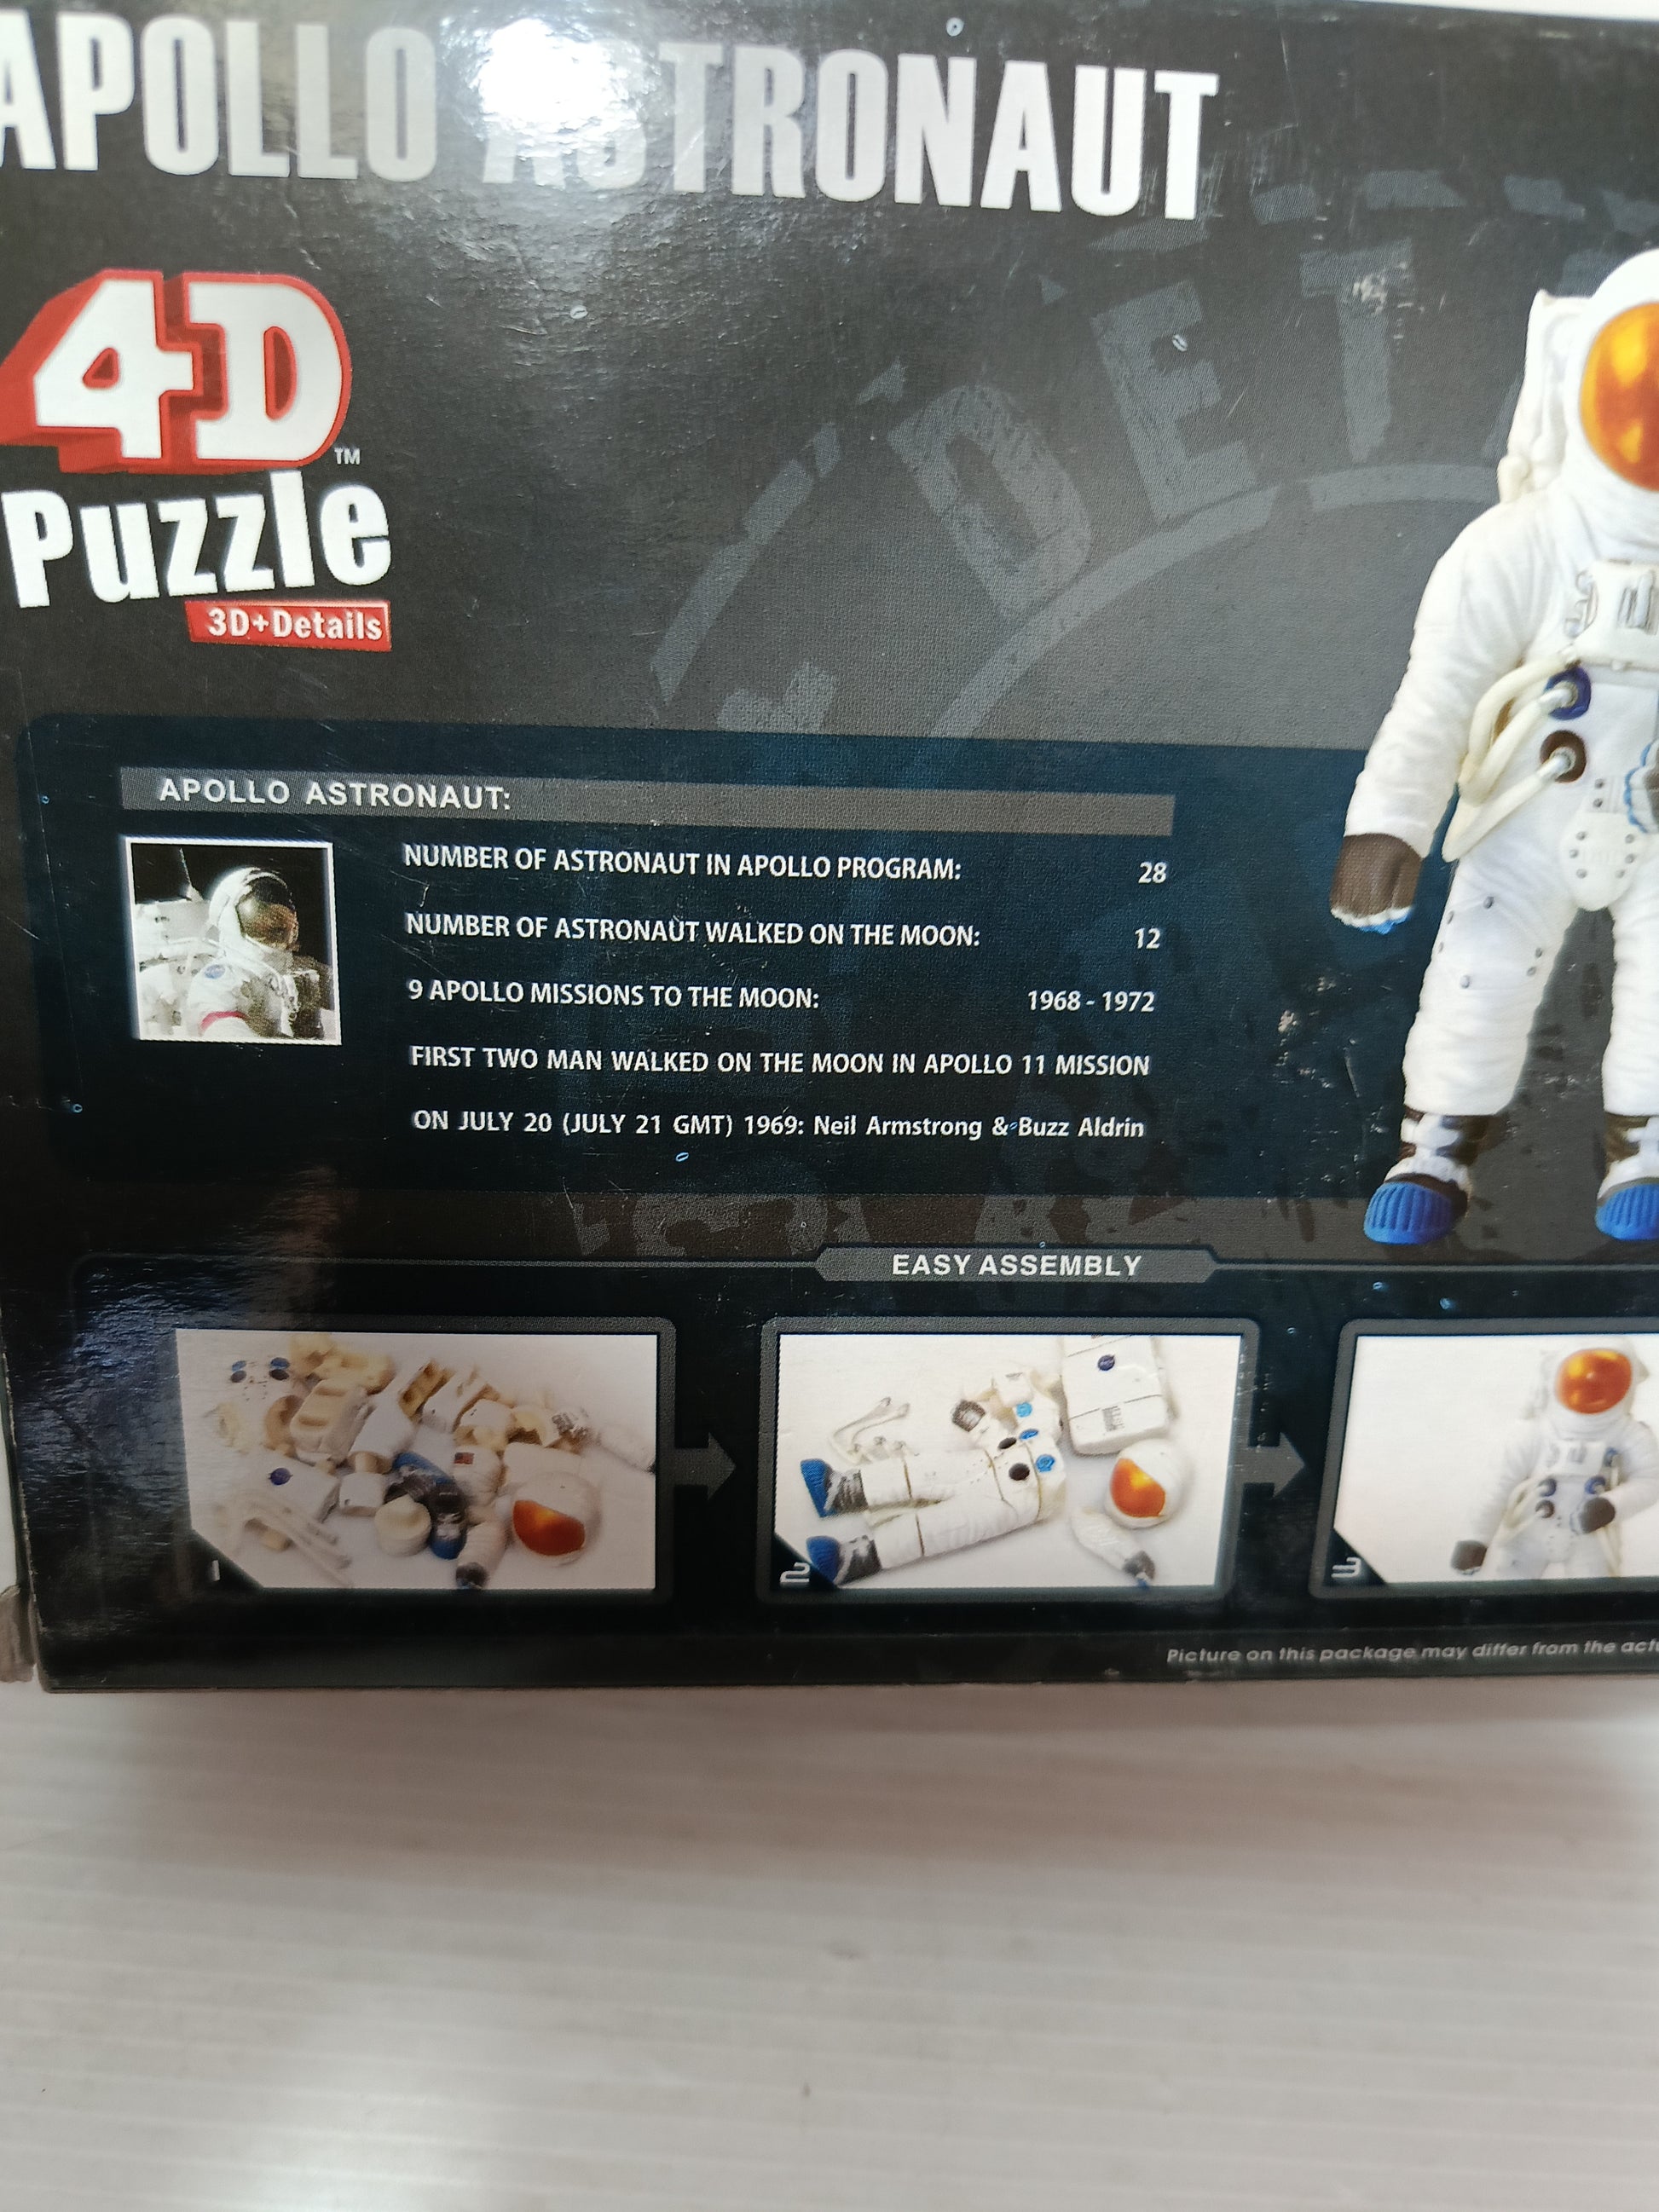 APOLLO ASTRONAUT
4D
TM
Puzzle
3D+Details
DET
APOLLO ASTRONAUT:
NUMBER OF ASTRONAUT IN APOLLO PROGRAM: 28
NUMBER OF ASTRONAUT WALKED ON THE MOON: 12
9 APOLLO MISSIONS TO THE MOON: 1968 - 1972
FIRST TWO MAN WALKED ON THE MOON IN APOLLO 11 MISSION
ON JULY 20 (JULY 21 GMT) 1969: Neil Armstrong & Buzz Aldrin
EASY ASSEMBLY
1
2
3
Picture on this package may differ from the